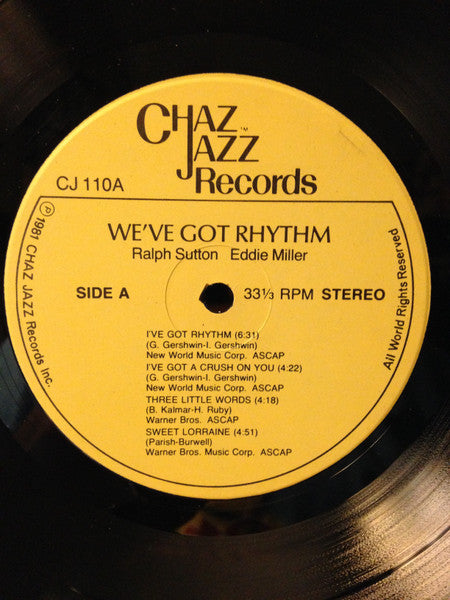 CHAZ™
JAZZ
Records
CJ 110A
℗ 1981 CHAZ JAZZ Records Inc.
WE'VE GOT RHYTHM
Ralph Sutton Eddie Miller
SIDE A 33⅓ RPM STEREO
All World Rights Reserved
I'VE GOT RHYTHM (6:31)
(G. Gershwin-I. Gershwin)
New World Music Corp. ASCAP
I'VE GOT A CRUSH ON YOU (4:22)
(G. Gershwin-I. Gershwin)
New World Music Corp. ASCAP
THREE LITTLE WORDS (4:18)
(B. Kalmar-H. Ruby)
Warner Bros. ASCAP
SWEET LORRAINE (4:51)
(Parish-Burwell)
Warner Bros. Music Corp. ASCAP